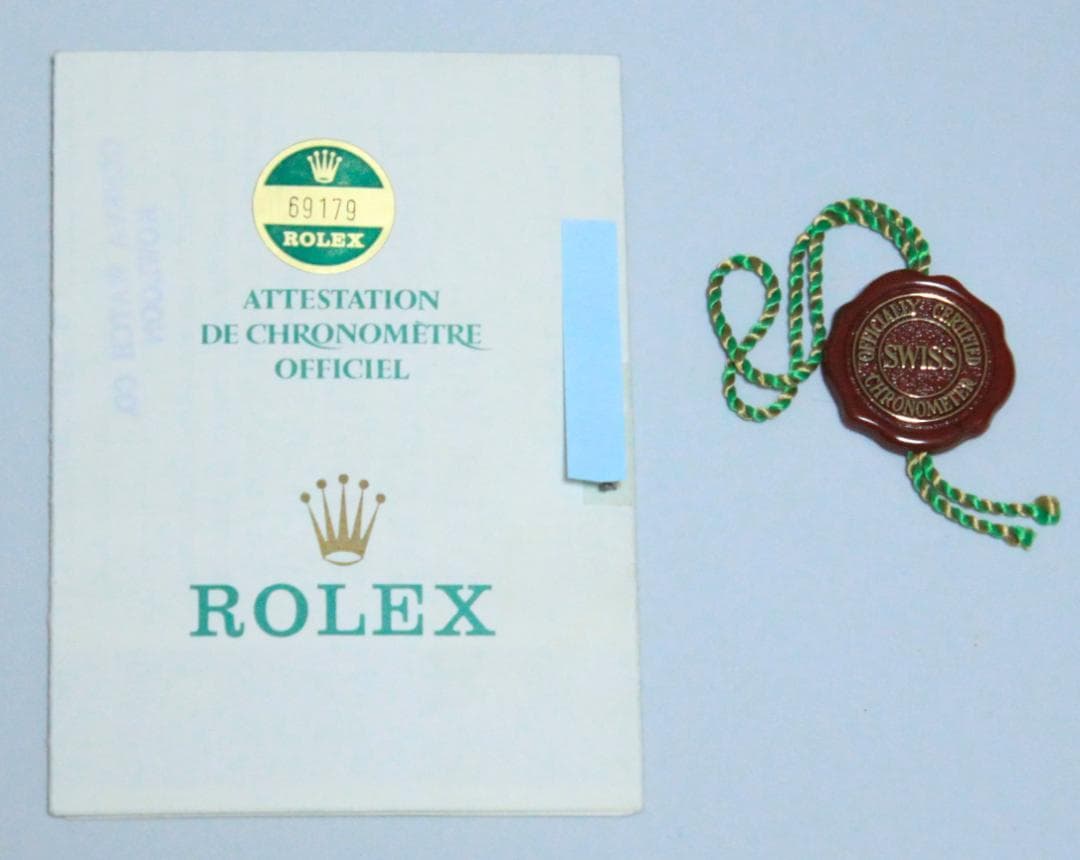 69179
ROLEX
ATTESTATION
DE CHRONOMÈTRE
OFFICIEL
ROLEX
OFFICIALLY CERTIFIED
SWISS
CHRONOMETER